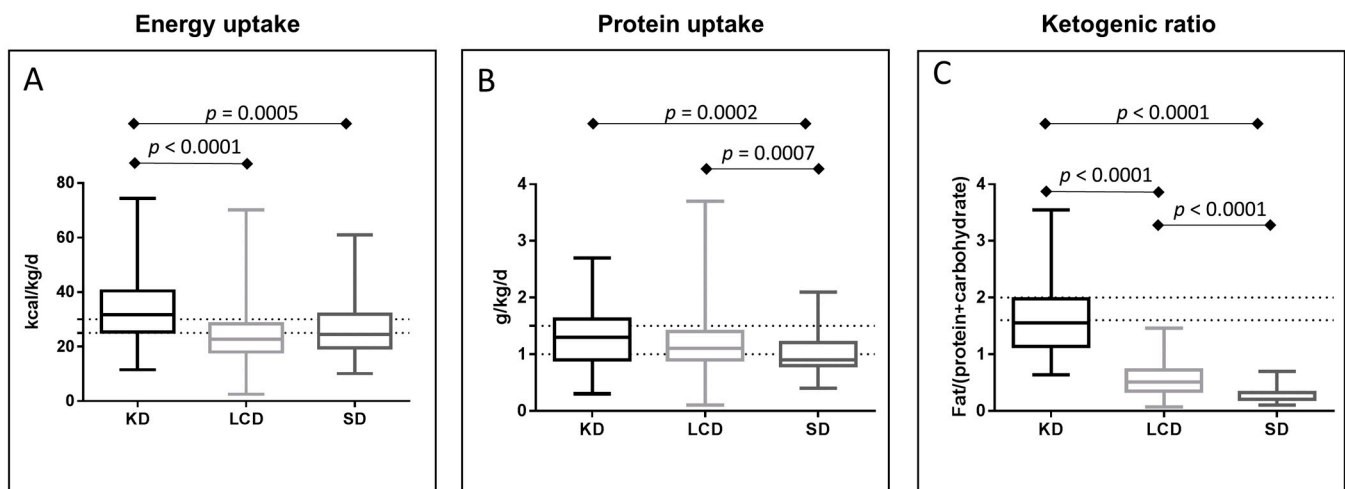 Energy uptake
A
p = 0.0005
p < 0.0001
kcal/kg/d
80
60
40
20
0
KD LCD SD
Protein uptake
B
p = 0.0002
p = 0.0007
g/kg/d
4
3
2
1
0
KD LCD SD
Ketogenic ratio
C
p < 0.0001
p < 0.0001
p < 0.0001
Fat/(protein+carbohydrate)
4
3
2
1
0
KD LCD SD